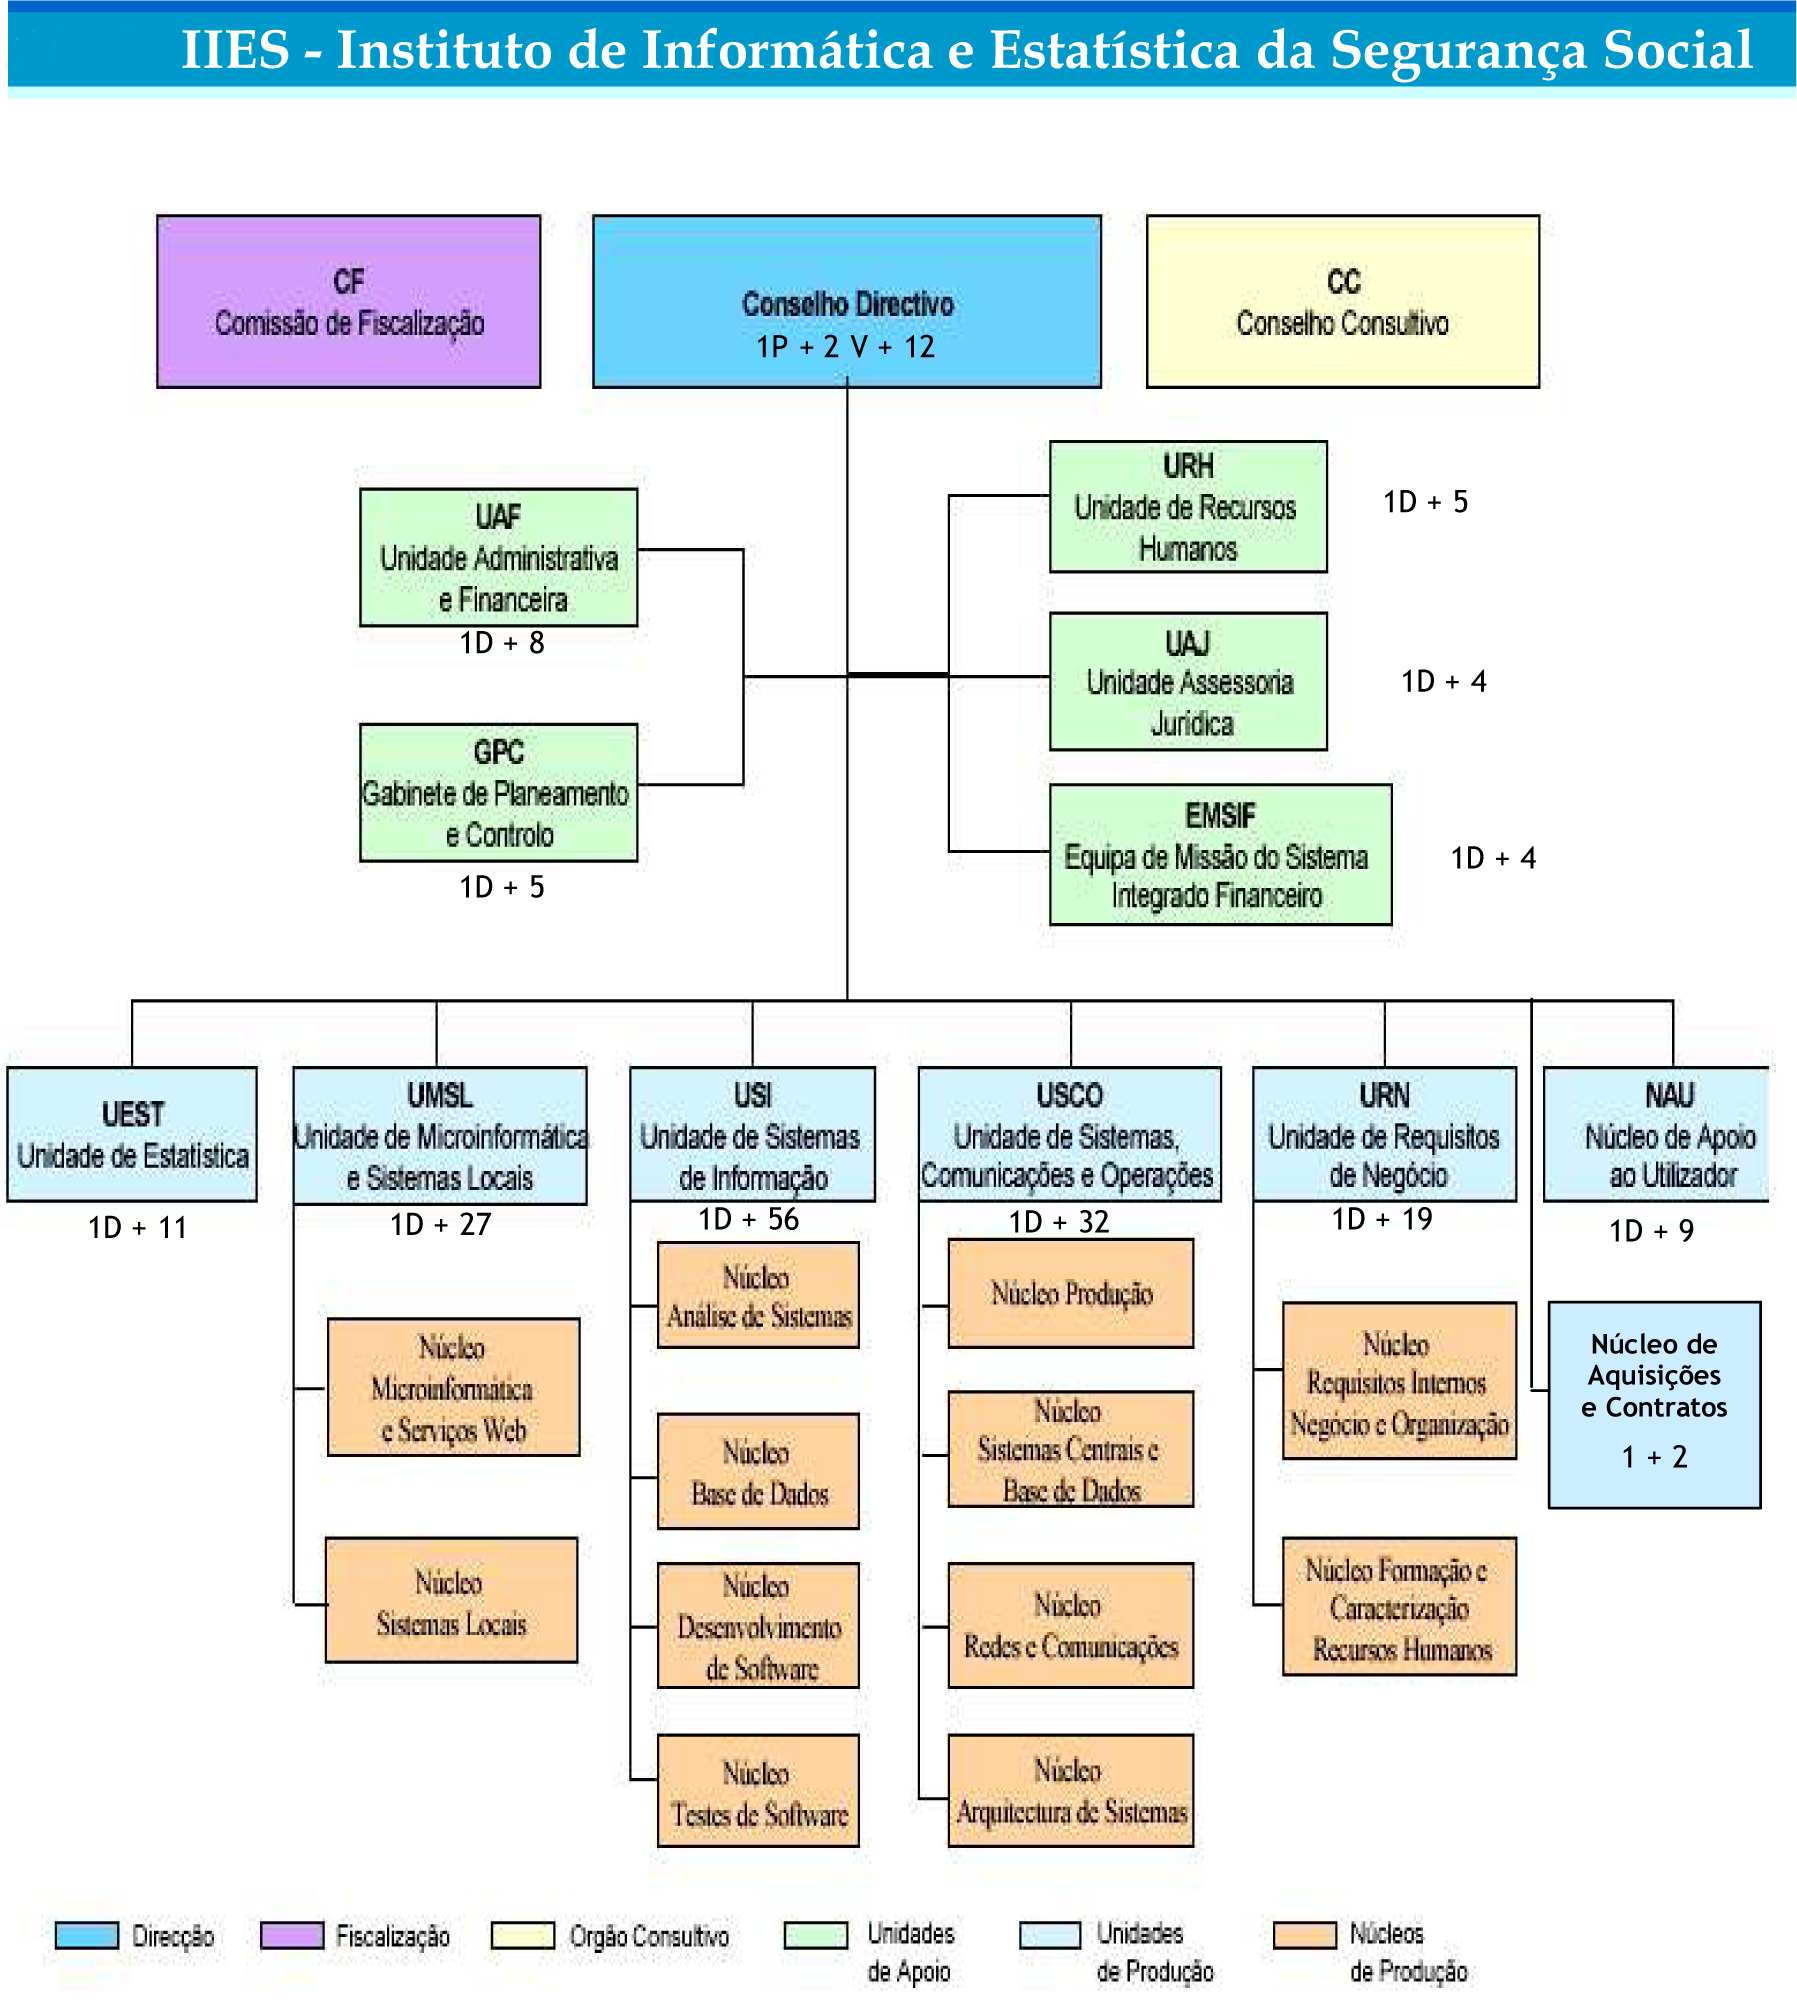 IIES - Instituto de Informática e Estatística da Segurança Social
CF
Comissão de Fiscalização
Conselho Directivo
1P + 2 V + 12
CC
Conselho Consultivo
UAF
Unidade Administrativa
e Financeira
1D + 8
GPC
Gabinete de Planeamento
e Controlo
1D + 5
URH
Unidade de Recursos
Humanos
1D + 5
UAJ
Unidade Assessoria
Jurídica
1D + 4
EMSIF
Equipa de Missão do Sistema
Integrado Financeiro
1D + 4
UEST
Unidade de Estatística
1D + 11
UMSL
Unidade de Microinformática
e Sistemas Locais
1D + 27
Núcleo
Microinformática
e Serviços Web
Núcleo
Sistemas Locais
USI
Unidade de Sistemas
de Informação
1D + 56
Núcleo
Análise de Sistemas
Núcleo
Base de Dados
Núcleo
Desenvolvimento
de Software
Núcleo
Testes de Software
USCO
Unidade de Sistemas,
Comunicações e Operações
1D + 32
Núcleo Produção
Núcleo
Sistemas Centrais e
Base de Dados
Núcleo
Redes e Comunicações
Núcleo
Arquitectura de Sistemas
URN
Unidade de Requisitos
de Negócio
1D + 19
Núcleo
Requisitos Internos
Negócio e Organização
Núcleo Formação e
Caracterização
Recursos Humanos
NAU
Núcleo de Apoio
ao Utilizador
1D + 9
Núcleo de
Aquisições
e Contratos
1 + 2
Direcção
Fiscalização
Orgão Consultivo
Unidades
de Apoio
Unidades
de Produção
Núcleos
de Produção